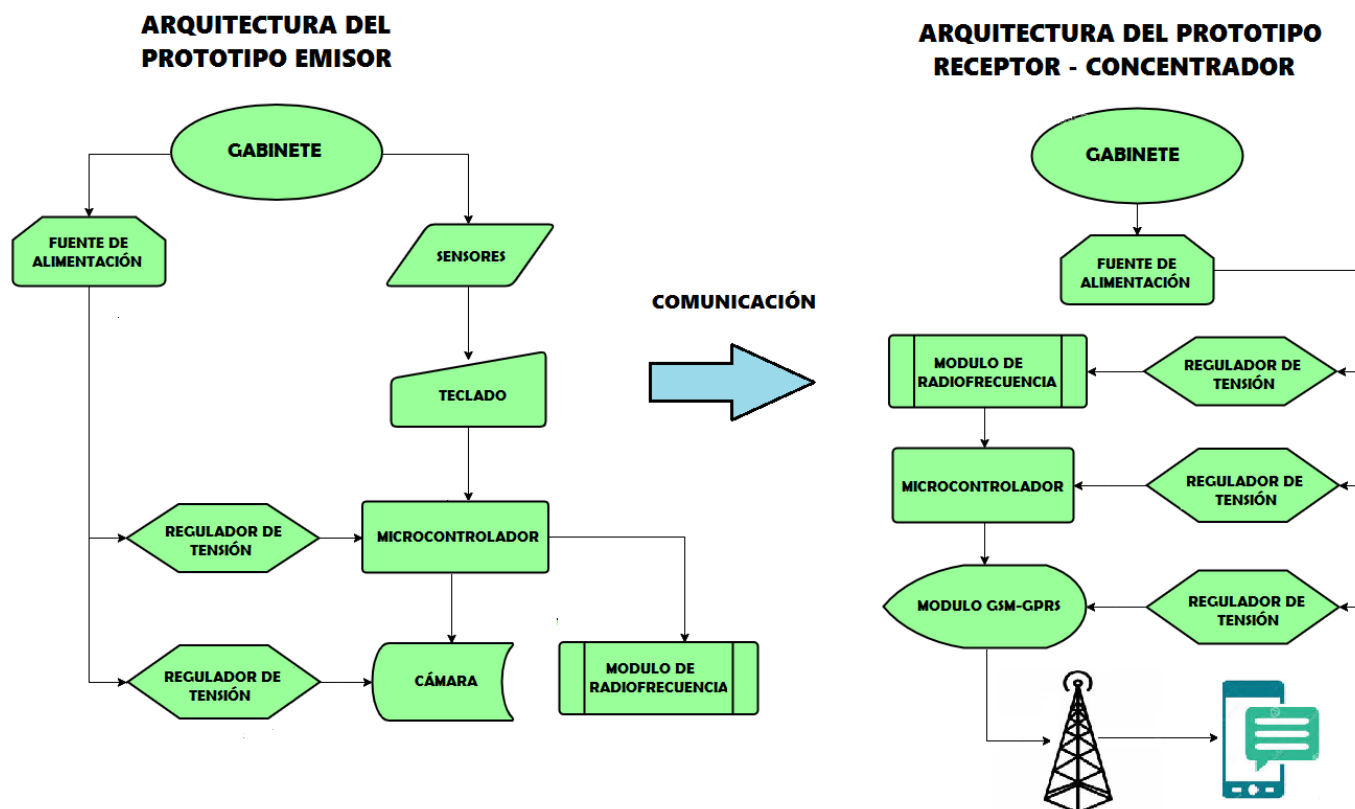 ARQUITECTURA DEL
PROTOTIPO EMISOR
GABINETE
FUENTE DE
ALIMENTACIÓN
SENSORES
TECLADO
REGULADOR DE
TENSIÓN
MICROCONTROLADOR
REGULADOR DE
TENSIÓN
CÁMARA
MODULO DE
RADIOFRECUENCIA
COMUNICACIÓN
ARQUITECTURA DEL PROTOTIPO
RECEPTOR - CONCENTRADOR
GABINETE
FUENTE DE
ALIMENTACIÓN
MODULO DE
RADIOFRECUENCIA
REGULADOR DE
TENSIÓN
MICROCONTROLADOR
REGULADOR DE
TENSIÓN
MODULO GSM-GPRS
REGULADOR DE
TENSIÓN